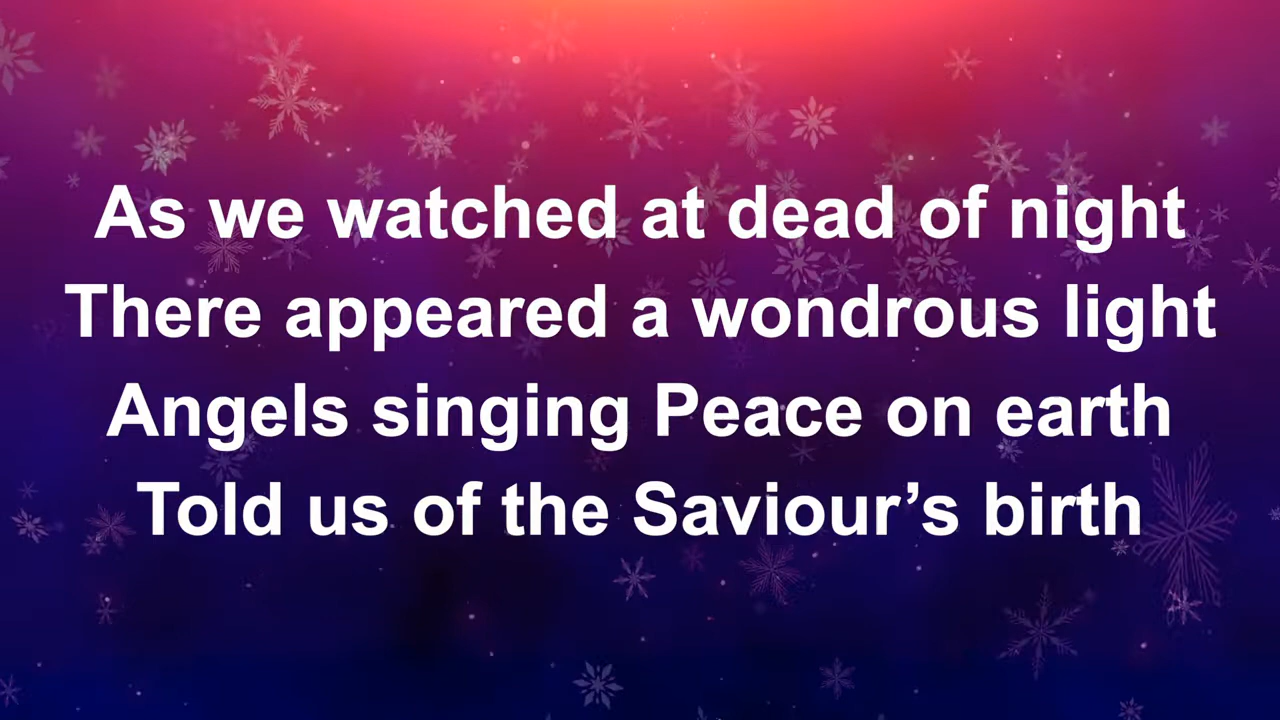 As we watched at dead of night
There appeared a wondrous light
Angels singing Peace on earth
Told us of the Saviour’s birth